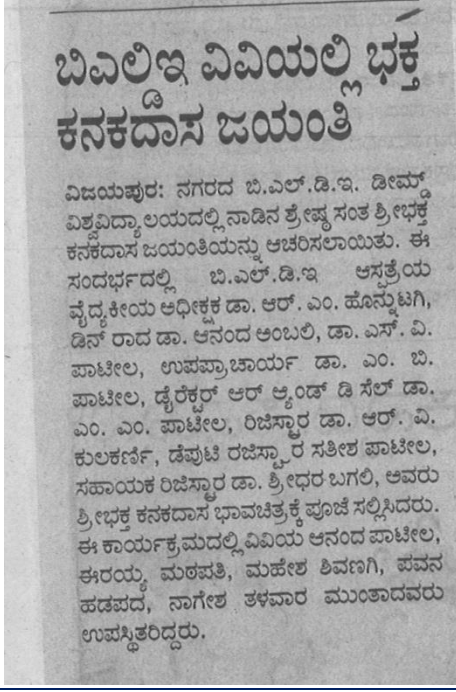 ಬಿಎಲ್ಡಿಇ ವಿವಿಯಲ್ಲಿ ಭಕ್ತ
ಕನಕದಾಸ ಜಯಂತಿ
ವಿಜಯಪುರ: ನಗರದ ಬಿ.ಎಲ್.ಡಿ.ಇ. ಡೀಮ್ಡ್
ವಿಶ್ವವಿದ್ಯಾಲಯದಲ್ಲಿ ನಾಡಿನ ಶ್ರೇಷ್ಠ ಸಂತ ಶ್ರೀಭಕ್ತ
ಕನಕದಾಸ ಜಯಂತಿಯನ್ನು ಆಚರಿಸಲಾಯಿತು. ಈ
ಸಂದರ್ಭದಲ್ಲಿ ಬಿ.ಎಲ್.ಡಿ.ಇ ಆಸ್ಪತ್ರೆಯ
ವೈದ್ಯಕೀಯ ಅಧೀಕ್ಷಕ ಡಾ. ಆರ್. ಎಂ. ಹೊನ್ನುಟಗಿ,
ಡಿನ್ ರಾದ ಡಾ. ಆನಂದ ಅಂಬಲಿ, ಡಾ. ಎಸ್. ವಿ.
ಪಾಟೀಲ, ಉಪಪ್ರಾಚಾರ್ಯ ಡಾ. ಎಂ. ಬಿ.
ಪಾಟೀಲ, ಡೈರೆಕ್ಟರ್ ಆರ್ ಆ್ಯಂಡ್ ಡಿ ಸೆಲ್ ಡಾ.
ಎಂ. ಎಂ. ಪಾಟೀಲ, ರಿಜಿಸ್ಟ್ರಾರ ಡಾ. ಆರ್. ವಿ.
ಕುಲಕರ್ಣಿ, ಡೆಪುಟಿ ರಜಿಸ್ಟ್ರಾರ ಸತೀಶ ಪಾಟೀಲ,
ಸಹಾಯಕ ರಿಜಿಸ್ಟ್ರಾರ ಡಾ. ಶ್ರೀಧರ ಬಗಲಿ, ಅವರು
ಶ್ರೀಭಕ್ತ ಕನಕದಾಸ ಭಾವಚಿತ್ರಕ್ಕೆ ಪೂಜೆ ಸಲ್ಲಿಸಿದರು.
ಈ ಕಾರ್ಯಕ್ರಮದಲ್ಲಿ ವಿವಿಯ ಆನಂದ ಪಾಟೀಲ,
ಈರಯ್ಯ ಮಠಪತಿ, ಮಹೇಶ ಶಿವಣಗಿ, ಪವನ
ಹಡಪದ, ನಾಗೇಶ ತಳವಾರ ಮುಂತಾದವರು
ಉಪಸ್ಥಿತರಿದ್ದರು.